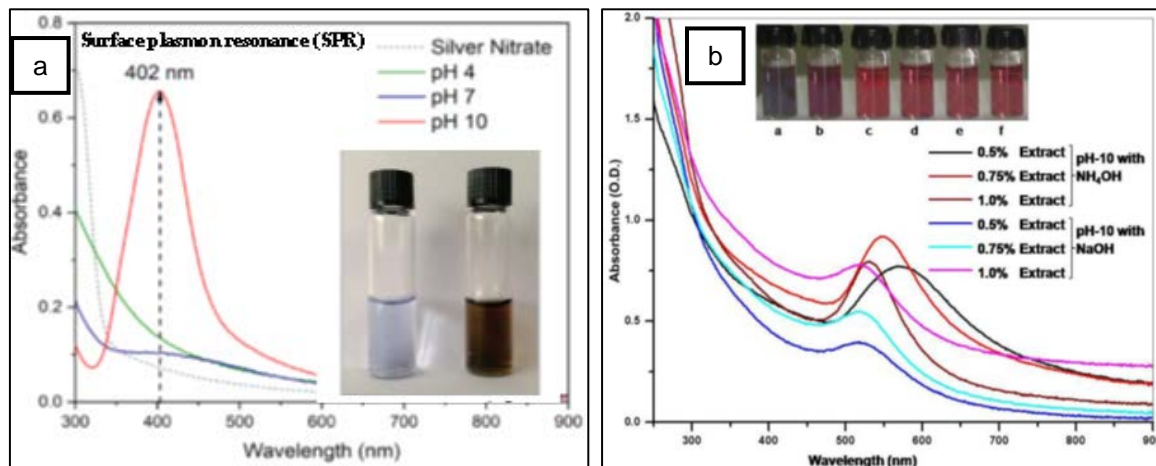 a
Surface plasmon resonance (SPR)
402 nm
Silver Nitrate
pH 4
pH 7
pH 10
Absorbance
0.8
0.6
0.4
0.2
0.0
300 400 500 600 700 800 900
Wavelength (nm)
b
a b c d e f
0.5% Extract
0.75% Extract
1.0% Extract
pH-10 with
NH₄OH
0.5% Extract
0.75% Extract
1.0% Extract
pH-10 with
NaOH
Absorbance (O.D.)
2.0
1.5
1.0
0.5
0.0
300 400 500 600 700 800 900
Wavelength (nm)